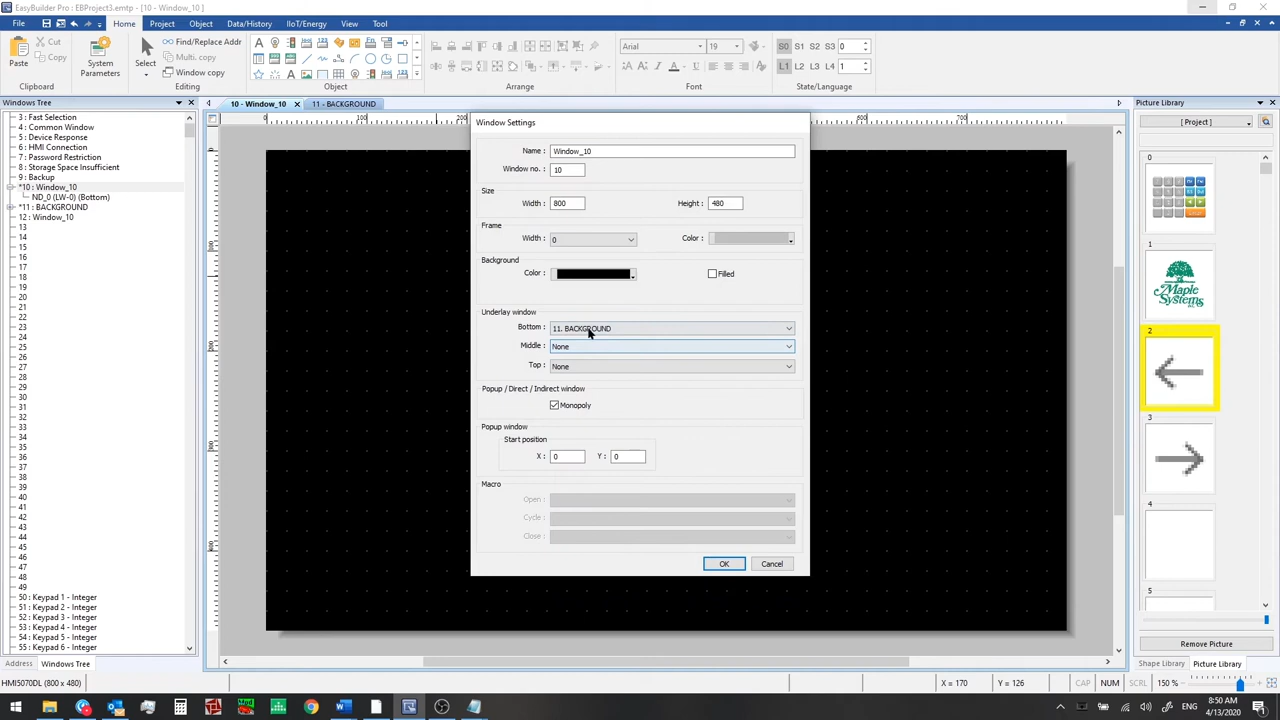 EasyBuilder Pro : EBProject3.emtp - [10 - Window_10 ]
File
Home
Project
Object
Data/History
IIoT/Energy
View
Tool
Paste
Cut
Copy
Clipboard
System
Parameters
Select
Find/Replace Addr
Multi. copy
Window copy
Editing
Object
Arrange
Arial
19
Font
S0 S1 S2 S3 0
L1 L2 L3 L4 1
State/Language
Windows Tree
10 - Window_10
11 - BACKGROUND
Picture Library
3: Fast Selection
4: Common Window
5: Device Response
6: HMI Connection
7: Password Restriction
8: Storage Space Insufficient
9: Backup
*10 : Window_10
ND_0 (LW-0) (Bottom)
*11 : BACKGROUND
12 : Window_10
13
14
15
16
17
18
19
20
21
22
23
24
25
26
27
28
29
30
31
32
33
34
35
36
37
38
39
40
41
42
43
44
45
46
47
48
49
50 : Keypad 1 - Integer
51 : Keypad 2 - Integer
52 : Keypad 3 - Integer
53 : Keypad 4 - Integer
54 : Keypad 5 - Integer
55 : Keypad 6 - Integer
Address
Windows Tree
Window Settings
Name : Window_10
Window no. : 10
Size
Width : 800
Height : 480
Frame
Width : 0
Color :
Background
Color :
Filled
Underlay window
Bottom : 11. BACKGROUND
Middle : None
Top : None
Popup / Direct / Indirect window
Monopoly
Popup window
Start position
X : 0
Y : 0
Macro
Open :
Cycle :
Close :
OK
Cancel
[ Project ]
0
1
Maple
Systems
2
3
4
5
Remove Picture
Shape Library
Picture Library
HMI5070DL (800 x 480)
X = 170
Y = 126
CAP
NUM
SCRL
150 %
8:50 AM
4/13/2020